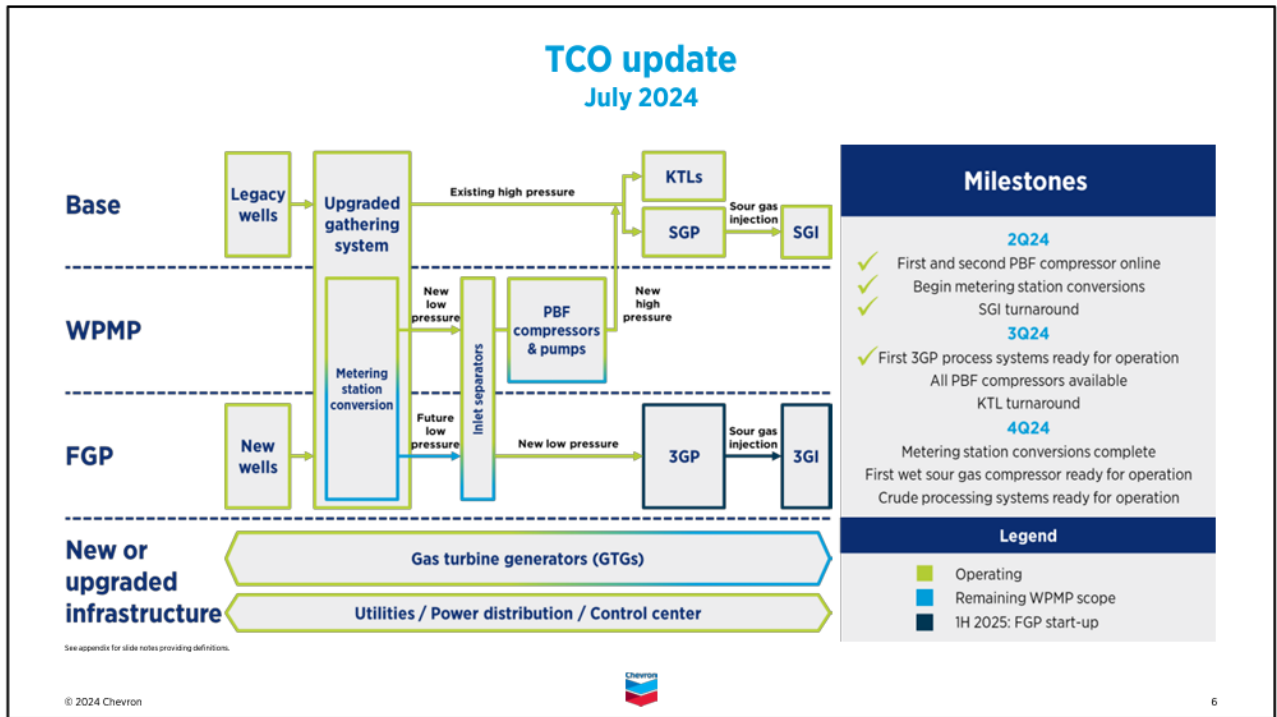 TCO update
July 2024
Base
Legacy
wells
Upgraded
gathering
system
Existing high pressure
KTLs
SGP
Sour gas
injection
SGI
WPMP
Metering
station
conversion
New
low
pressure
Inlet separators
PBF
compressors
& pumps
New
high
pressure
FGP
New
wells
Future
low
pressure
New low pressure
3GP
Sour gas
injection
3GI
New or
upgraded
infrastructure
Gas turbine generators (GTGs)
Utilities / Power distribution / Control center
Milestones
2Q24
First and second PBF compressor online
Begin metering station conversions
SGI turnaround
3Q24
First 3GP process systems ready for operation
All PBF compressors available
KTL turnaround
4Q24
Metering station conversions complete
First wet sour gas compressor ready for operation
Crude processing systems ready for operation
Legend
Operating
Remaining WPMP scope
1H 2025: FGP start-up
See appendix for slide notes providing definitions.
© 2024 Chevron
Chevron
6